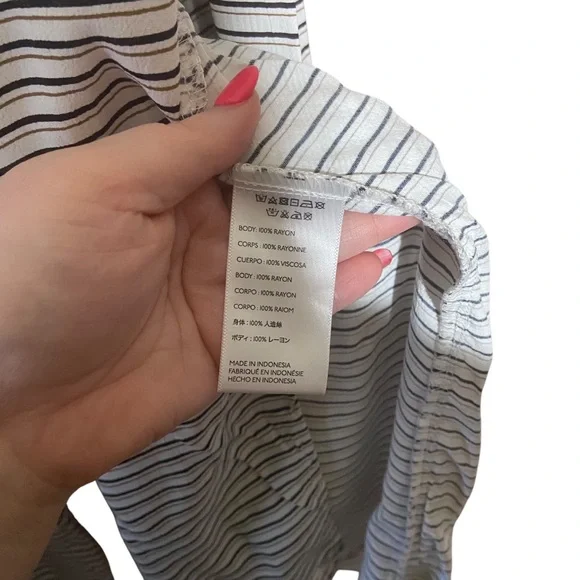 BODY: 100% RAYON
CORPS : 100% RAYONNE
CUERPO : 100% VISCOSA
BODY : 100% RAYON
CORPO : 100% RAYON
CORPO : 100% RAIOM
身体 : 100% 人造絲
ボディ : 100% レーヨン
MADE IN INDONESIA
FABRIQUÉ EN INDONÉSIE
HECHO EN INDONESIA